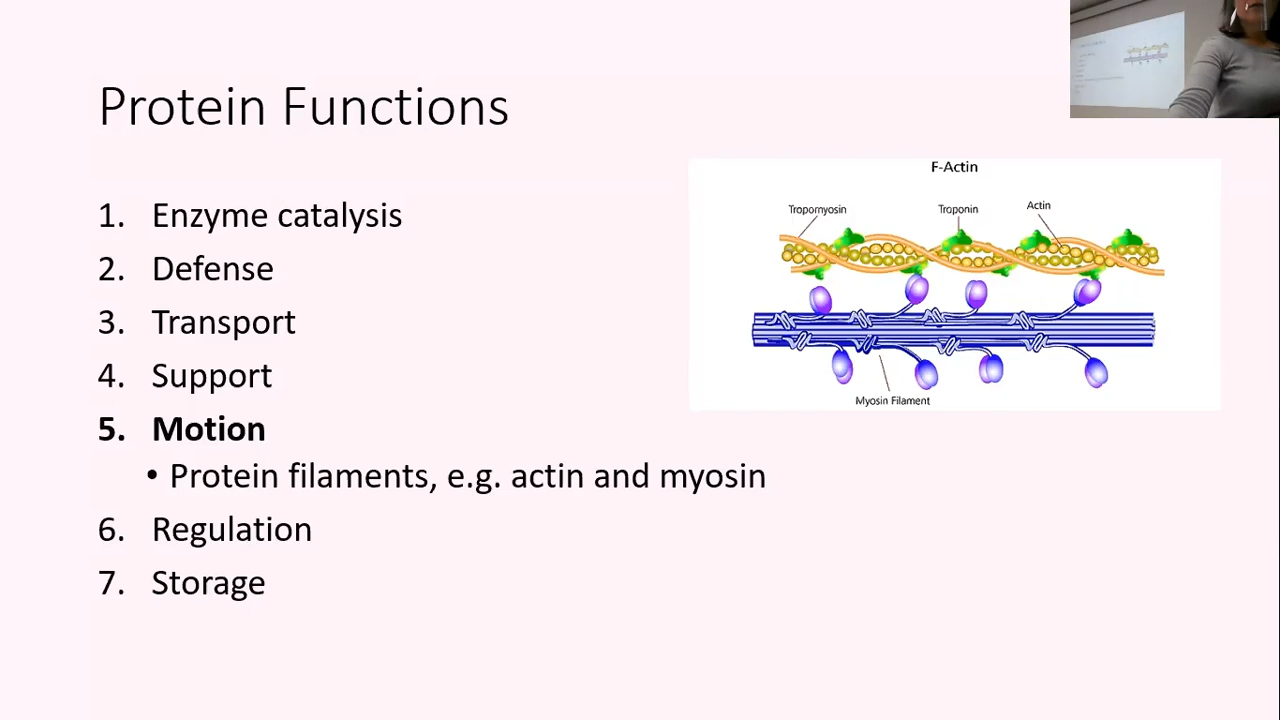 Protein Functions
1. Enzyme catalysis
2. Defense
3. Transport
4. Support
5. Motion
• Protein filaments, e.g. actin and myosin
6. Regulation
7. Storage
F-Actin
Tropomyosin
Troponin
Actin
Myosin Filament